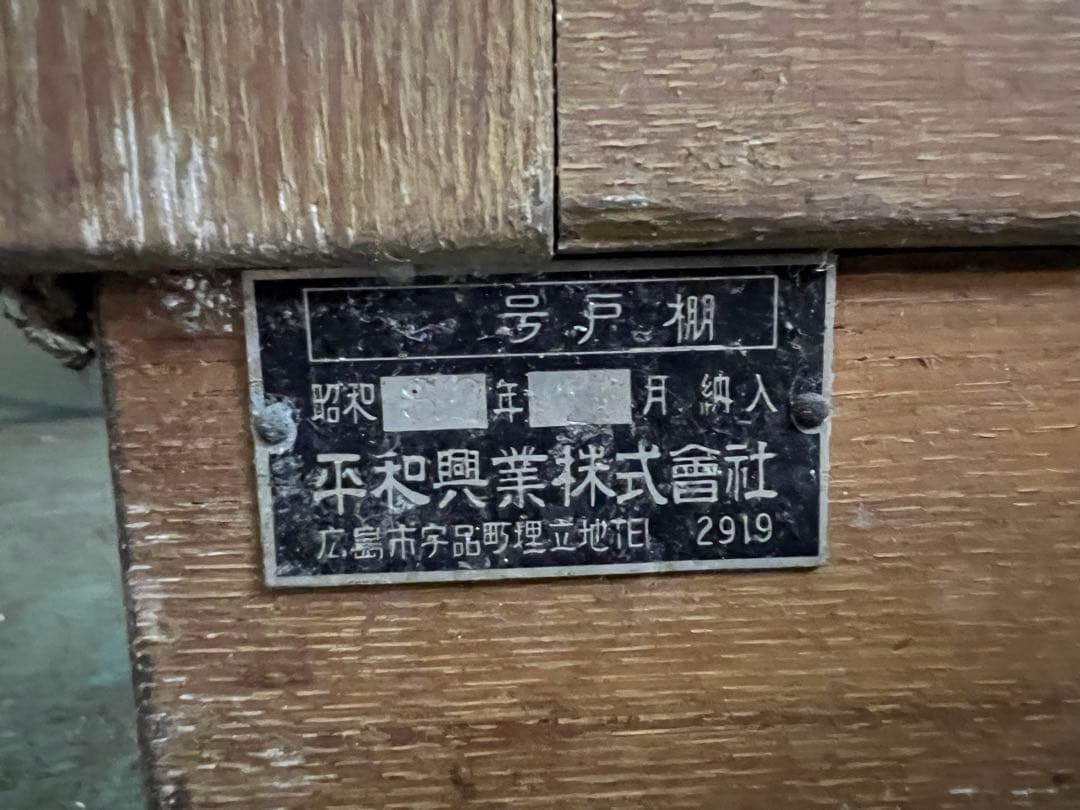 号戸棚
昭和 年 月 納入
平和興業株式會社
広島市宇品町埋立地TEl 2919